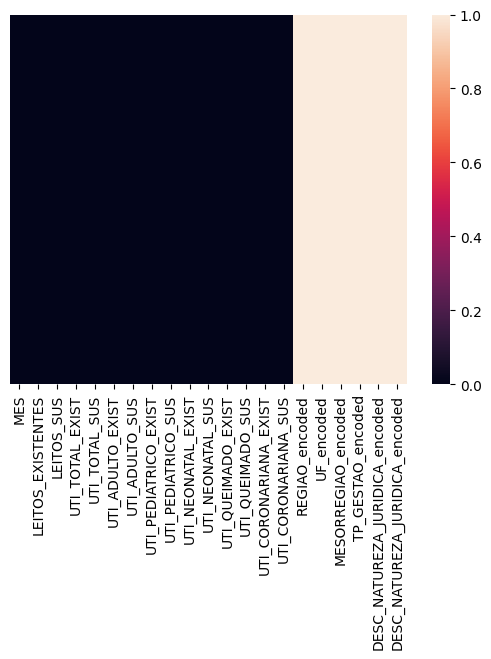 1.0
0.8
0.6
0.4
0.2
0.0
MES
LEITOS_EXISTENTES
LEITOS_SUS
UTI_TOTAL_EXIST
UTI_TOTAL_SUS
UTI_ADULTO_EXIST
UTI_ADULTO_SUS
UTI_PEDIATRICO_EXIST
UTI_PEDIATRICO_SUS
UTI_NEONATAL_EXIST
UTI_NEONATAL_SUS
UTI_QUEIMADO_EXIST
UTI_QUEIMADO_SUS
UTI_CORONARIANA_EXIST
UTI_CORONARIANA_SUS
REGIAO_encoded
UF_encoded
MESORREGIAO_encoded
TP_GESTAO_encoded
DESC_NATUREZA_JURIDICA_encoded
DESC_NATUREZA_JURIDICA_encoded